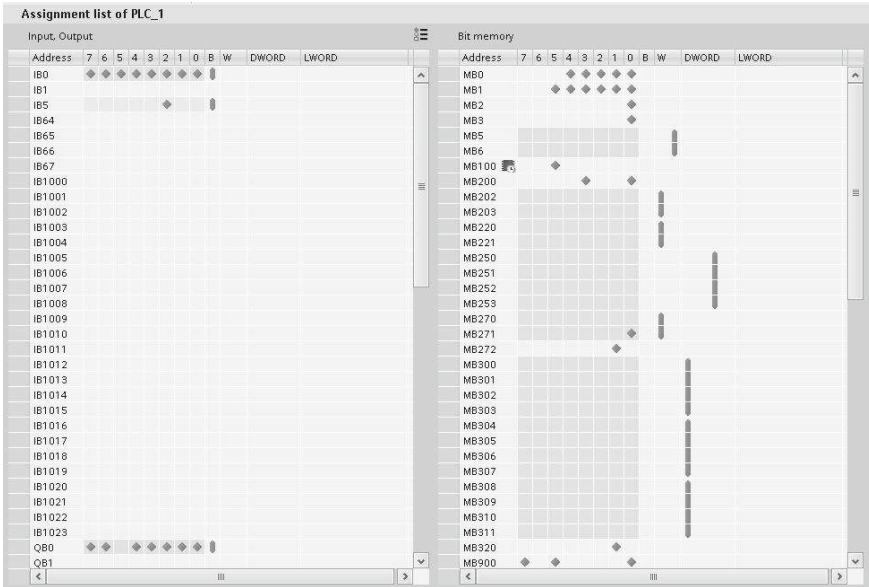 Assignment list of PLC_1
Input, Output
Address 7 6 5 4 3 2 1 0 B W DWORD LWORD
IB0
IB1
IB5
IB64
IB65
IB66
IB67
IB1000
IB1001
IB1002
IB1003
IB1004
IB1005
IB1006
IB1007
IB1008
IB1009
IB1010
IB1011
IB1012
IB1013
IB1014
IB1015
IB1016
IB1017
IB1018
IB1019
IB1020
IB1021
IB1022
IB1023
QB0
QB1
Bit memory
Address 7 6 5 4 3 2 1 0 B W DWORD LWORD
MB0
MB1
MB2
MB3
MB5
MB6
MB100
MB200
MB202
MB203
MB220
MB221
MB250
MB251
MB252
MB253
MB270
MB271
MB272
MB300
MB301
MB302
MB303
MB304
MB305
MB306
MB307
MB308
MB309
MB310
MB311
MB320
MB900